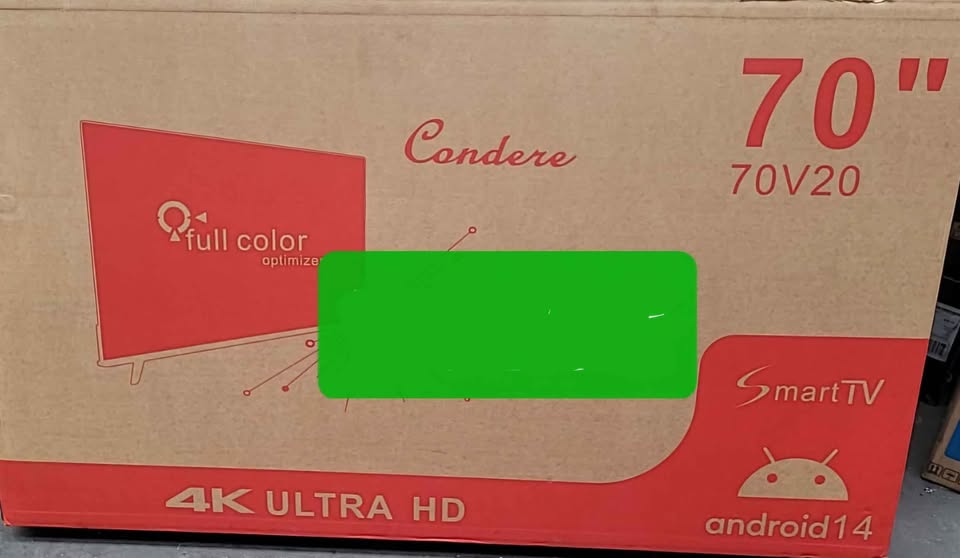 70"
Condere
70V20
full color
optimizer
SmartTV
4K ULTRA HD
android14